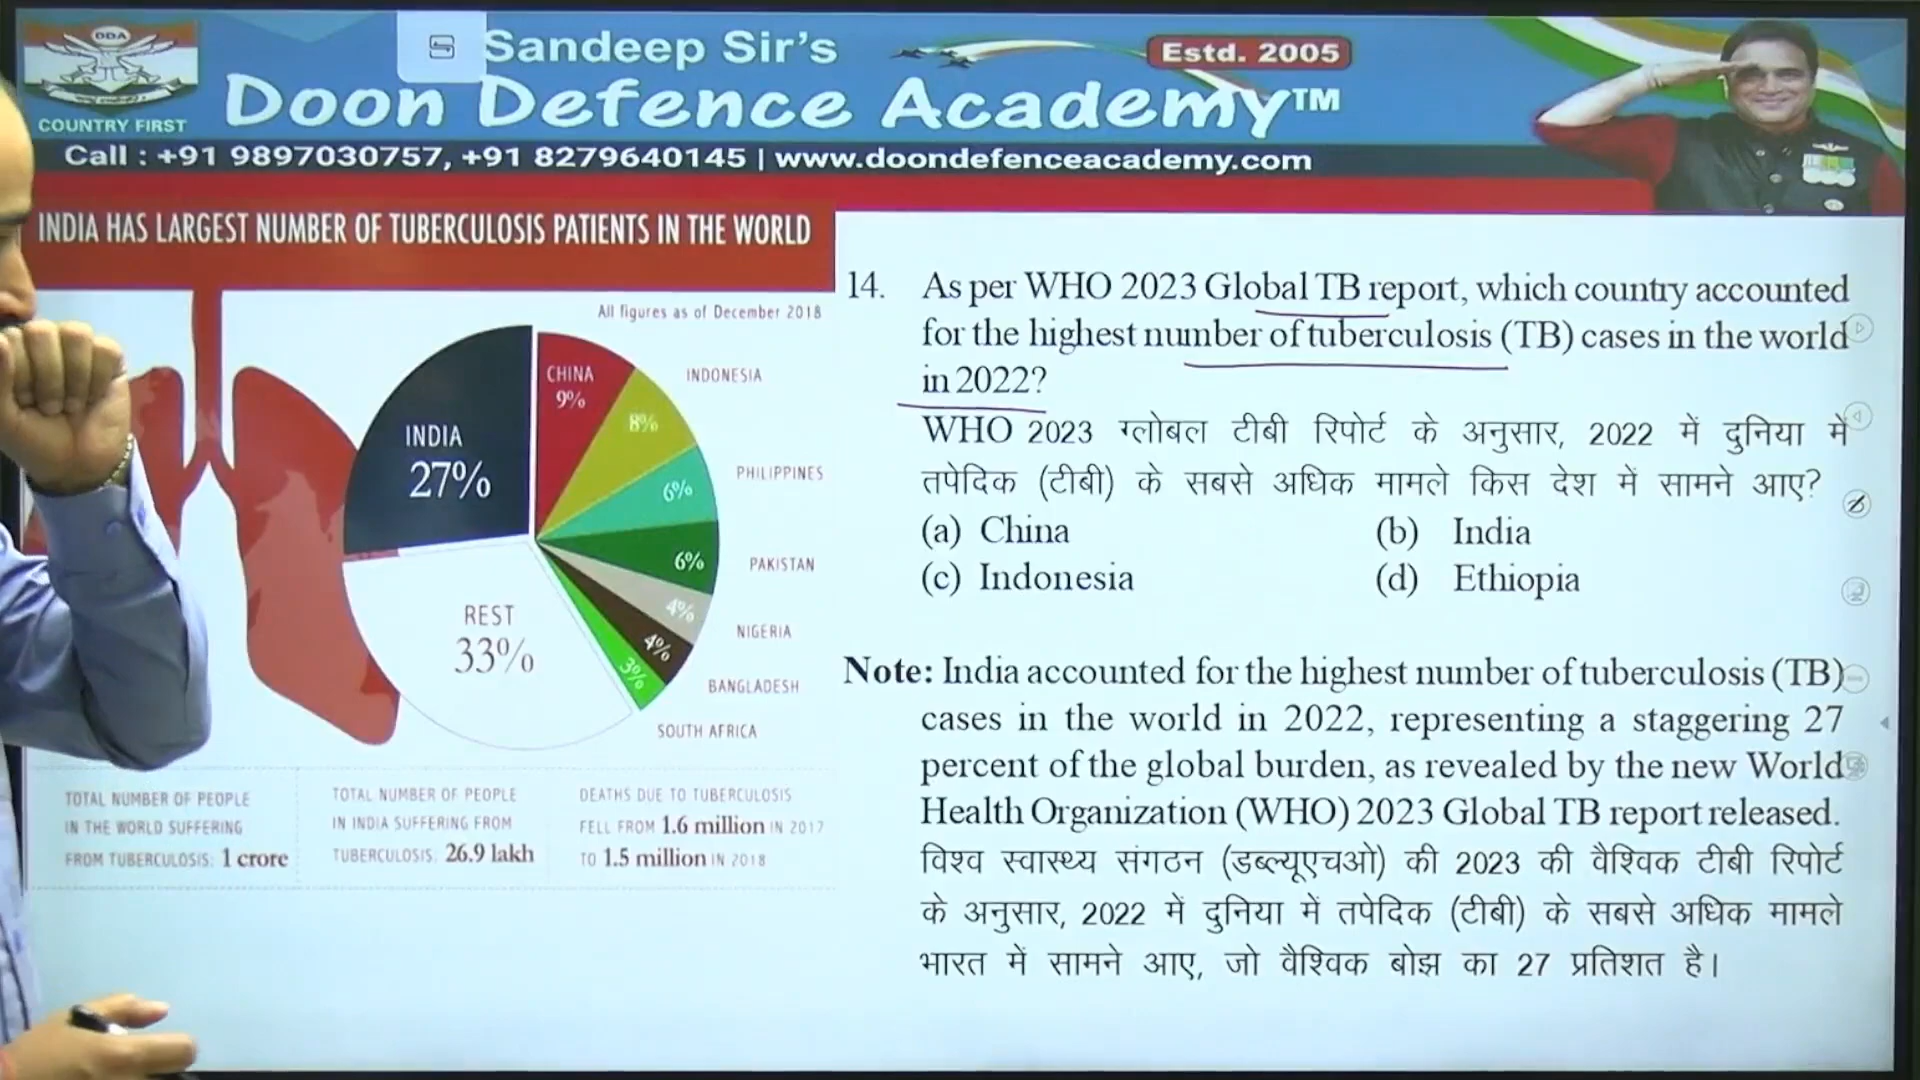 DDA
COUNTRY FIRST
Sandeep Sir's
Estd. 2005
Doon Defence Academy™
Call : +91 9897030757, +91 8279640145 | www.doondefenceacademy.com
INDIA HAS LARGEST NUMBER OF TUBERCULOSIS PATIENTS IN THE WORLD
All figures as of December 2018
INDIA
27%
CHINA
9%
INDONESIA
8%
PHILIPPINES
6%
PAKISTAN
6%
NIGERIA
4%
BANGLADESH
4%
SOUTH AFRICA
3%
REST
33%
TOTAL NUMBER OF PEOPLE
IN THE WORLD SUFFERING
FROM TUBERCULOSIS: 1 crore
TOTAL NUMBER OF PEOPLE
IN INDIA SUFFERING FROM
TUBERCULOSIS: 26.9 lakh
DEATHS DUE TO TUBERCULOSIS
FELL FROM 1.6 million IN 2017
TO 1.5 million IN 2018
14. As per WHO 2023 Global TB report, which country accounted
for the highest number of tuberculosis (TB) cases in the world
in 2022?
WHO 2023 ग्लोबल टीबी रिपोर्ट के अनुसार, 2022 में दुनिया में
तपेदिक (टीबी) के सबसे अधिक मामले किस देश में सामने आए?
(a) China (b) India
(c) Indonesia (d) Ethiopia
Note: India accounted for the highest number of tuberculosis (TB)
cases in the world in 2022, representing a staggering 27
percent of the global burden, as revealed by the new World
Health Organization (WHO) 2023 Global TB report released.
विश्व स्वास्थ्य संगठन (डब्ल्यूएचओ) की 2023 की वैश्विक टीबी रिपोर्ट
के अनुसार, 2022 में दुनिया में तपेदिक (टीबी) के सबसे अधिक मामले
भारत में सामने आए, जो वैश्विक बोझ का 27 प्रतिशत है।